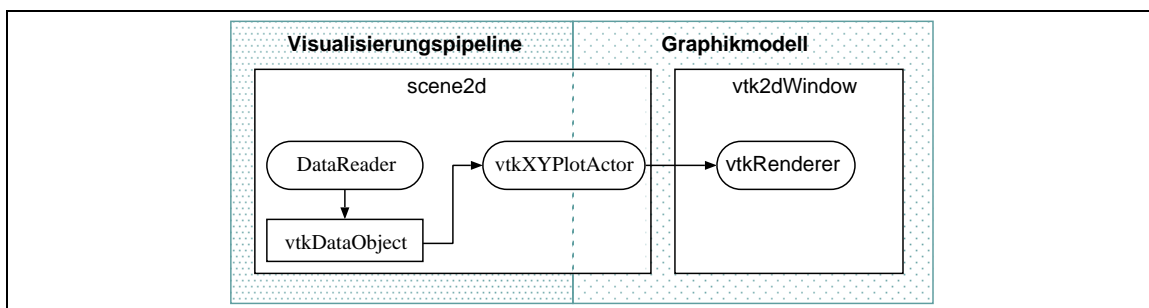 Visualisierungspipeline
Graphikmodell
scene2d
vtk2dWindow
DataReader
vtkXYPlotActor
vtkRenderer
vtkDataObject